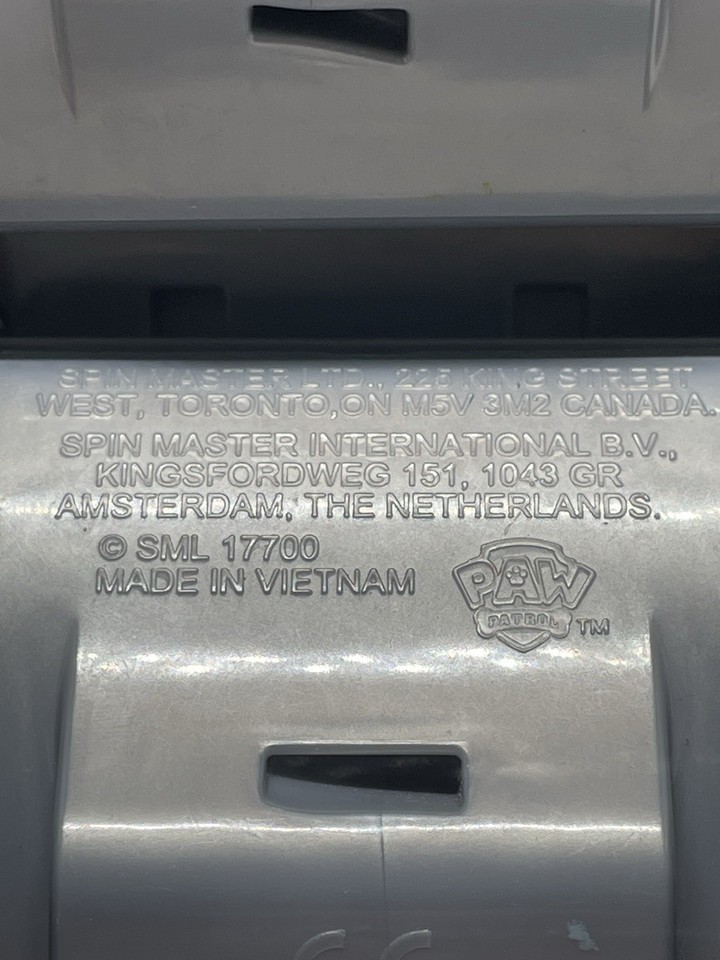 SPIN MASTER LTD., 225 KING STREET
WEST, TORONTO, ON M5V 3M2 CANADA.
SPIN MASTER INTERNATIONAL B.V.,
KINGSFORDWEG 151, 1043 GR
AMSTERDAM, THE NETHERLANDS.
© SML 17700
MADE IN VIETNAM
PAW
PATROL
TM